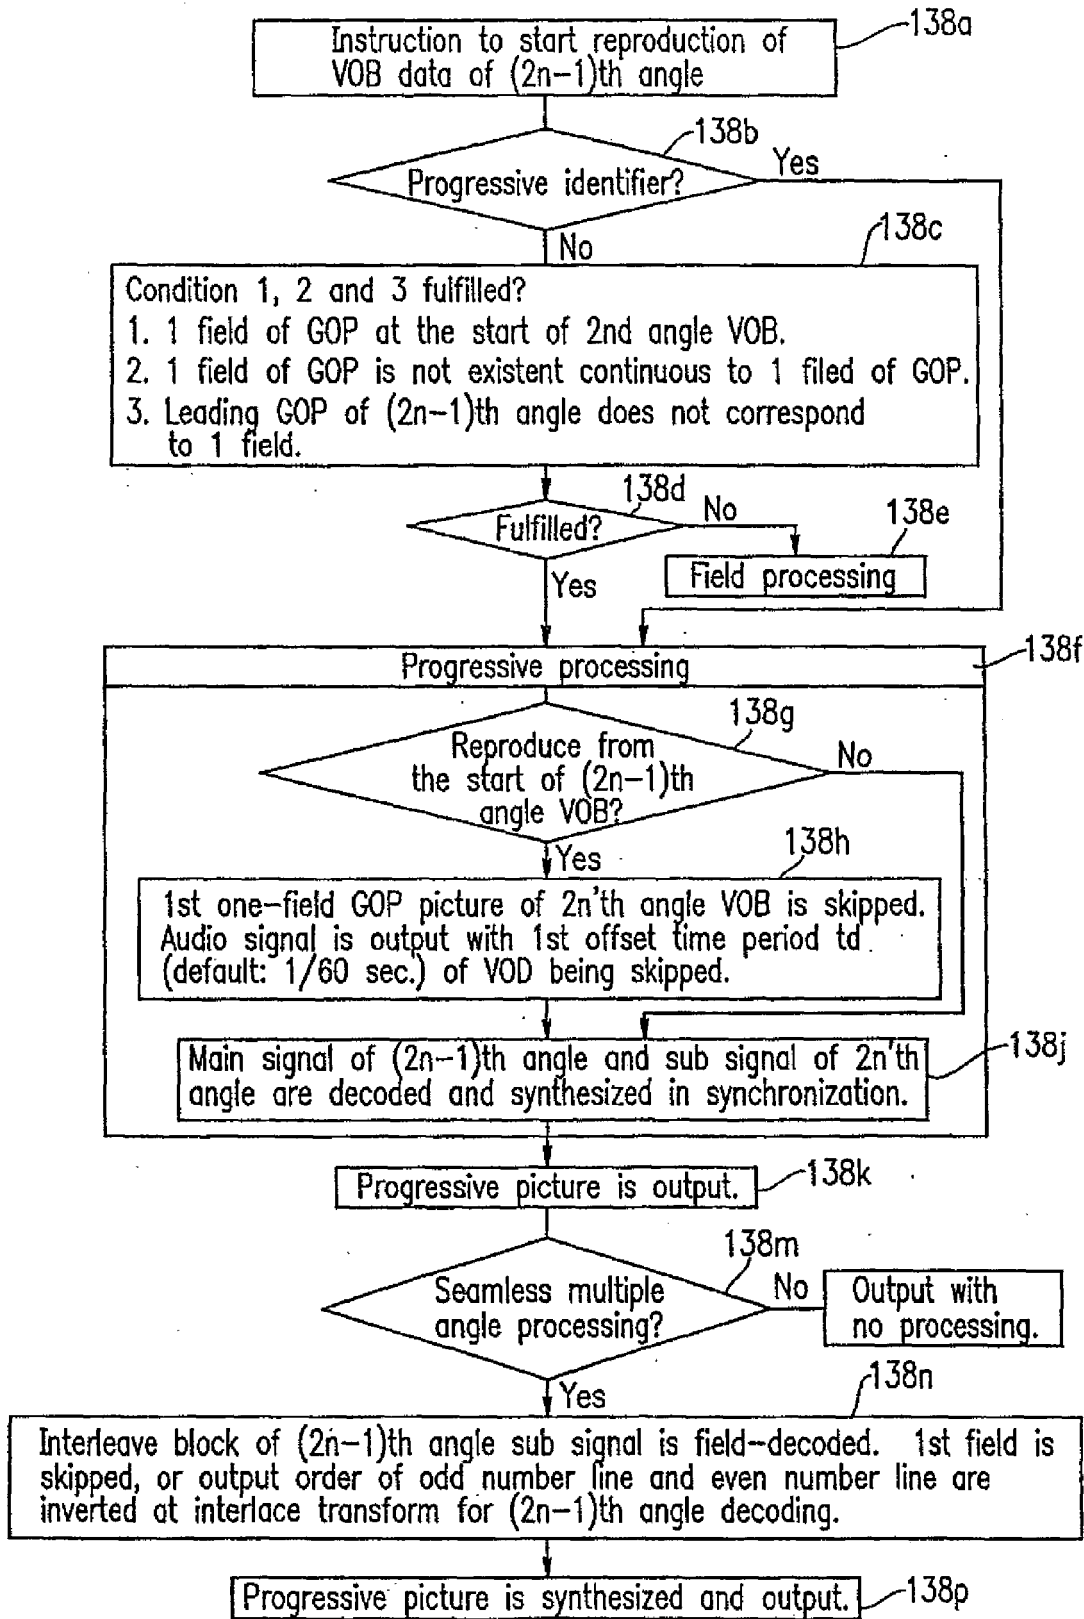 138a
Instruction to start reproduction of
VOB data of (2n-1)th angle
138b
Progressive identifier?
Yes
No
138c
Condition 1, 2 and 3 fulfilled?
1. 1 field of GOP at the start of 2nd angle VOB.
2. 1 field of GOP is not existent continuous to 1 filed of GOP.
3. Leading GOP of (2n-1)th angle does not correspond
to 1 field.
138d
Fulfilled?
No
138e
Field processing
Yes
138f
Progressive processing
138g
Reproduce from
the start of (2n-1)th
angle VOB?
No
Yes
138h
1st one-field GOP picture of 2n'th angle VOB is skipped.
Audio signal is output with 1st offset time period td
(default: 1/60 sec.) of VOD being skipped.
138j
Main signal of (2n-1)th angle and sub signal of 2n'th
angle are decoded and synthesized in synchronization.
138k
Progressive picture is output.
138m
Seamless multiple
angle processing?
No
Output with
no processing.
Yes
138n
Interleave block of (2n-1)th angle sub signal is field-decoded. 1st field is
skipped, or output order of odd number line and even number line are
inverted at interlace transform for (2n-1)th angle decoding.
Progressive picture is synthesized and output.
138p